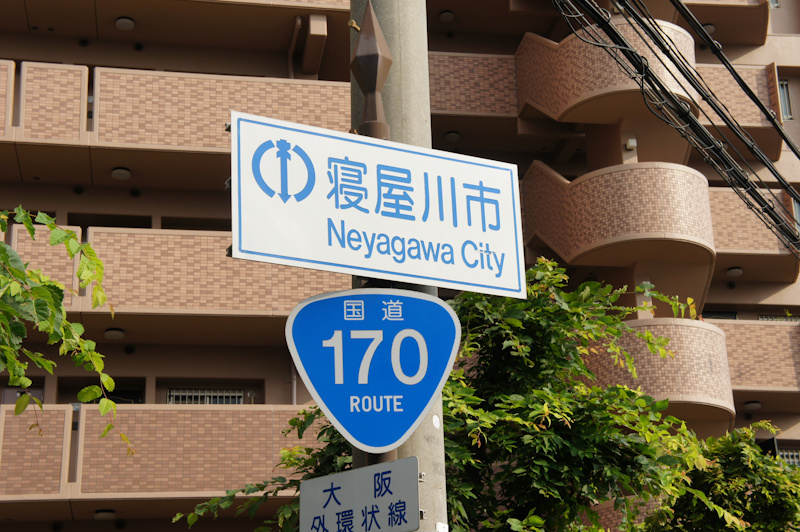 寝屋川市
Neyagawa City
国道
170
ROUTE
大阪
外環状線